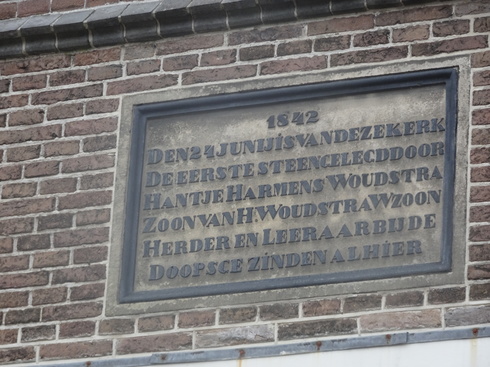 1842
DEN 24 JUNIJ IS VAN DEZE KERK
DE EERSTE STEEN GELEGD DOOR
HANTJE HARMENS WOUDSTRA
ZOON VAN H. WOUDSTRA WZOON
HERDER EN LEERAAR BIJ DE
DOOPSGEZINDEN ALHIER